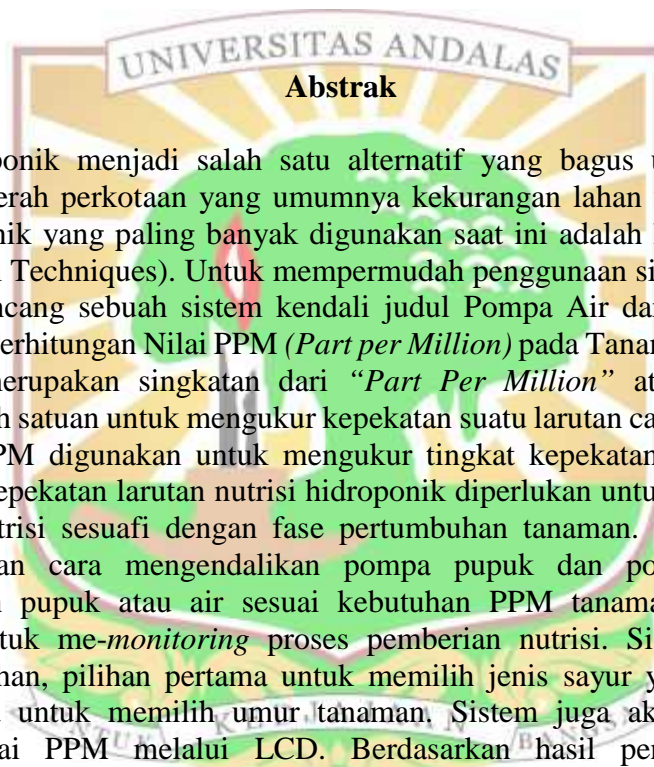 UNIVERSITAS ANDALAS
Abstrak
ponik menjadi salah satu alternatif yang bagus u
erah perkotaan yang umumnya kekurangan lahan
nik yang paling banyak digunakan saat ini adalah
Techniques). Untuk mempermudah penggunaan si
ncang sebuah sistem kendali judul Pompa Air da
erhitungan Nilai PPM (Part per Million) pada Tana
erupakan singkatan dari “Part Per Million” at
h satuan untuk mengukur kepekatan suatu larutan ca
PM digunakan untuk mengukur tingkat kepekatan
epekatan larutan nutrisi hidroponik diperlukan untu
trisi sesuafi dengan fase pertumbuhan tanaman.
an cara mengendalikan pompa pupuk dan po
pupuk atau air sesuai kebutuhan PPM tanama
tuk me-monitoring proses pemberian nutrisi. Si
han, pilihan pertama untuk memilih jenis sayur y
untuk memilih umur tanaman. Sistem juga ak
ai PPM melalui LCD. Berdasarkan hasil pe